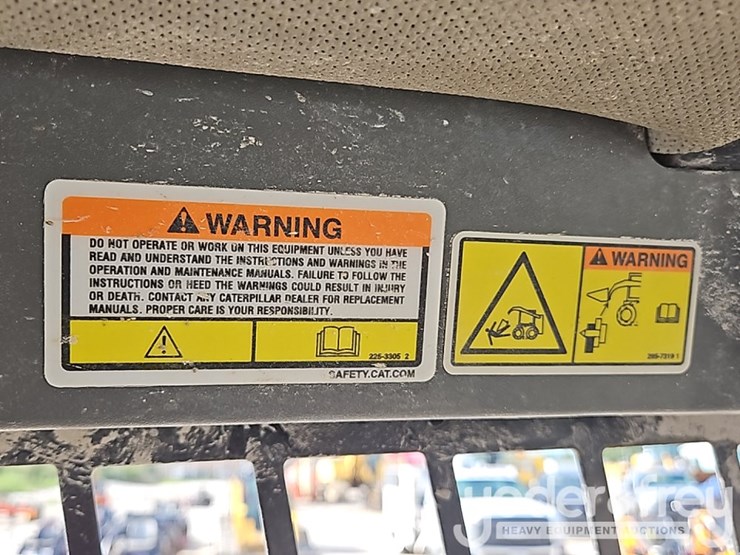 WARNING
DO NOT OPERATE OR WORK ON THIS EQUIPMENT UNLESS YOU HAVE
READ AND UNDERSTAND THE INSTRUCTIONS AND WARNINGS IN THE
OPERATION AND MAINTENANCE MANUALS. FAILURE TO FOLLOW THE
INSTRUCTIONS OR HEED THE WARNINGS COULD RESULT IN INJURY
OR DEATH. CONTACT ANY CATERPILLAR DEALER FOR REPLACEMENT
MANUALS. PROPER CARE IS YOUR RESPONSIBILITY.
225-3305 2
SAFETY.CAT.COM
WARNING
yoder & frey
HEAVY EQUIPMENT AUCTIONS